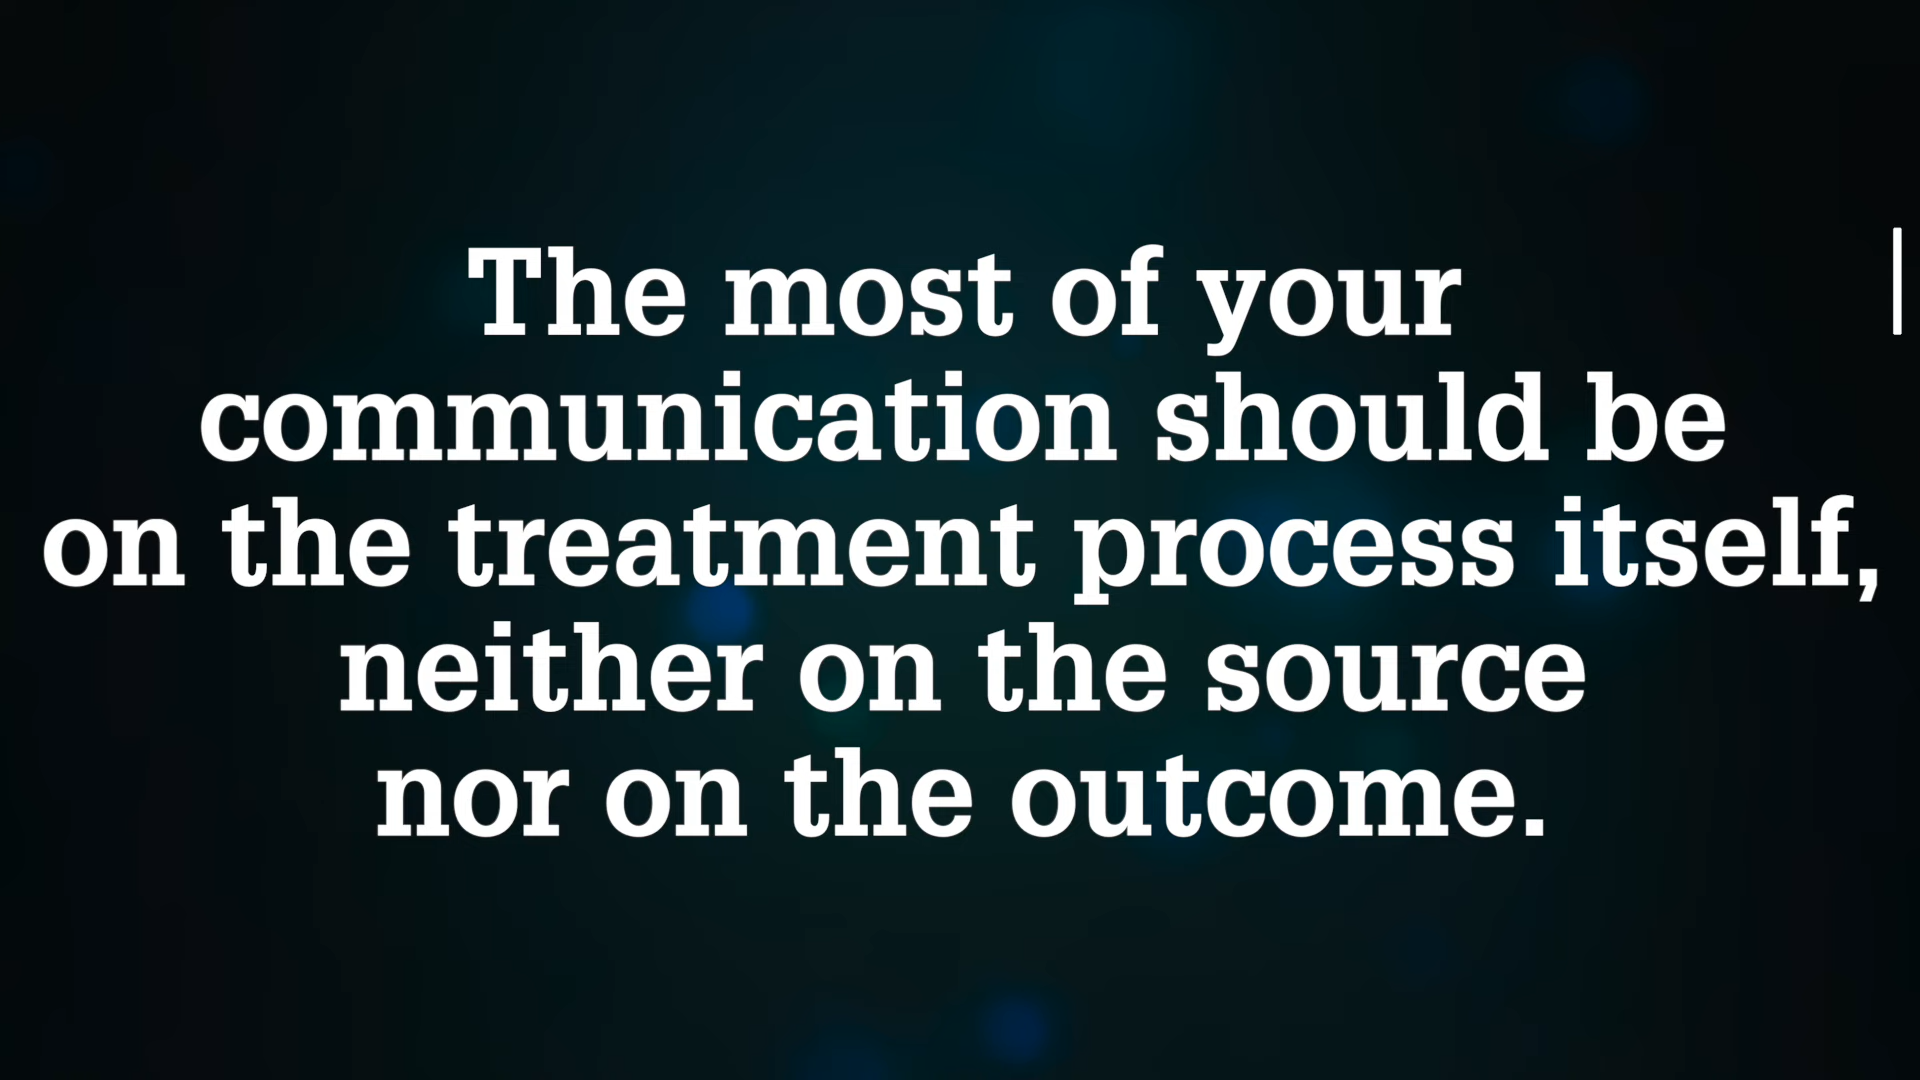 The most of your
communication should be
on the treatment process itself,
neither on the source
nor on the outcome.